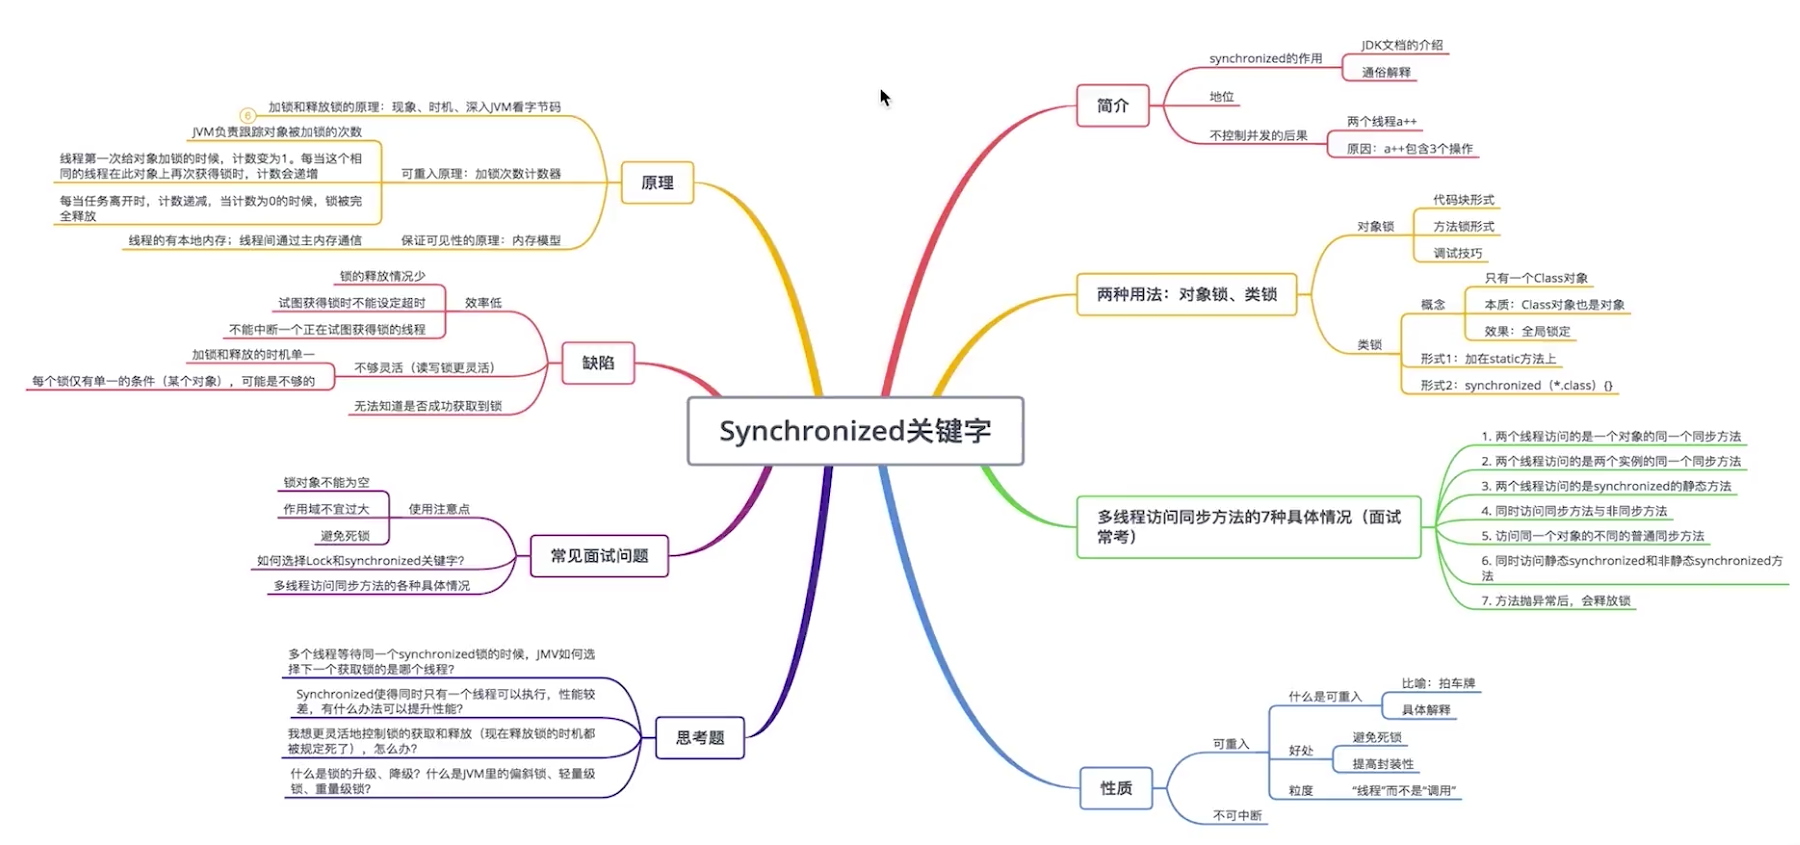 Synchronized关键字
简介
synchronized的作用
JDK文档的介绍
通俗解释
地位
不控制并发的后果
两个线程a++
原因：a++包含3个操作
两种用法：对象锁、类锁
对象锁
代码块形式
方法锁形式
调试技巧
类锁
概念
只有一个Class对象
本质：Class对象也是对象
效果：全局锁定
形式1：加在static方法上
形式2：synchronized（*.class）{}
多线程访问同步方法的7种具体情况（面试
常考）
1. 两个线程访问的是一个对象的同一个同步方法
2. 两个线程访问的是两个实例的同一个同步方法
3. 两个线程访问的是synchronized的静态方法
4. 同时访问同步方法与非同步方法
5. 访问同一个对象的不同的普通同步方法
6. 同时访问静态synchronized和非静态synchronized方
法
7. 方法抛异常后，会释放锁
性质
可重入
什么是可重入
比喻：拍车牌
具体解释
好处
避免死锁
提高封装性
粒度
“线程”而不是“调用”
不可中断
原理
加锁和释放锁的原理：现象、时机、深入JVM看字节码
6
可重入原理：加锁次数计数器
JVM负责跟踪对象被加锁的次数
线程第一次给对象加锁的时候，计数变为1。每当这个相
同的线程在此对象上再次获得锁时，计数会递增
每当任务离开时，计数递减，当计数为0的时候，锁被完
全释放
保证可见性的原理：内存模型
线程的有本地内存；线程间通过主内存通信
缺陷
效率低
锁的释放情况少
试图获得锁时不能设定超时
不能中断一个正在试图获得锁的线程
不够灵活（读写锁更灵活）
加锁和释放的时机单一
每个锁仅有单一的条件（某个对象），可能是不够的
无法知道是否成功获取到锁
常见面试问题
使用注意点
锁对象不能为空
作用域不宜过大
避免死锁
如何选择Lock和synchronized关键字？
多线程访问同步方法的各种具体情况
思考题
多个线程等待同一个synchronized锁的时候，JMV如何选
择下一个获取锁的是哪个线程？
Synchronized使得同时只有一个线程可以执行，性能较
差，有什么办法可以提升性能？
我想更灵活地控制锁的获取和释放（现在释放锁的时机都
被规定死了），怎么办？
什么是锁的升级、降级？什么是JVM里的偏斜锁、轻量级
锁、重量级锁？